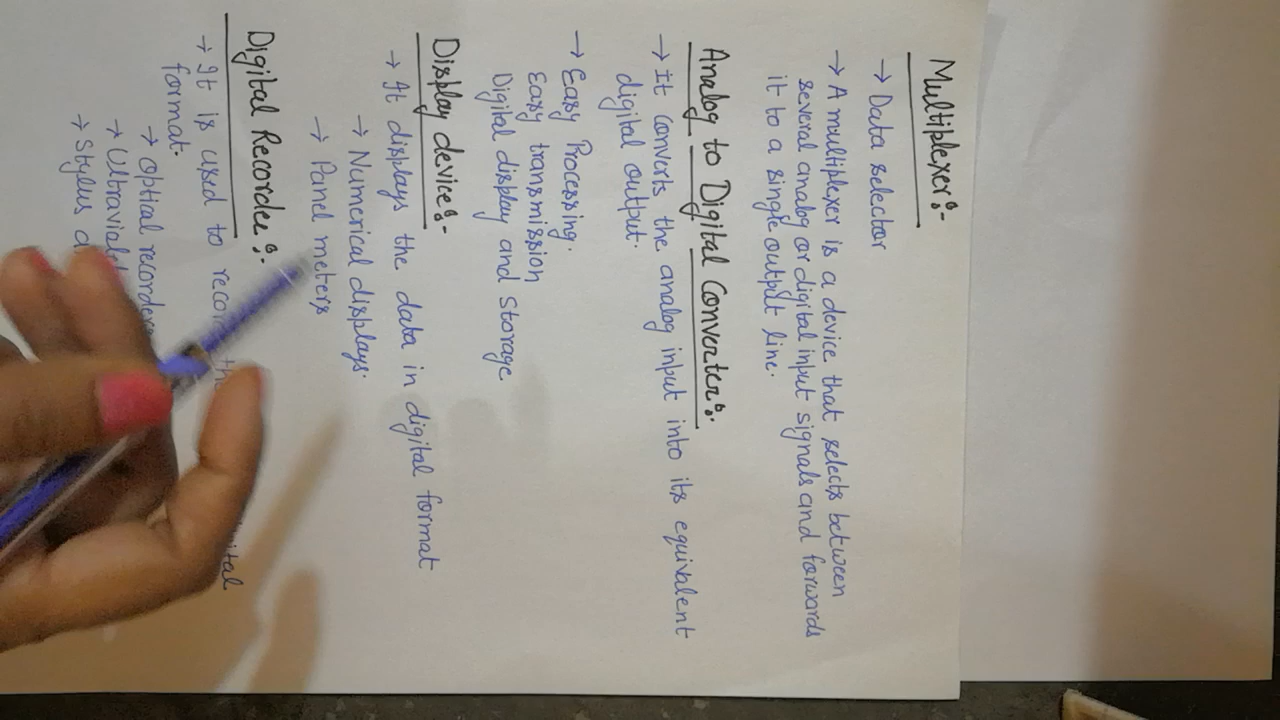 Multiplexer:-
→ Data selector
→ A multiplexer is a device that selects between
several analog or digital input signals and forwards
it to a single output line.
Analog to Digital Converter:-
→ It converts the analog input into its equivalent
digital output.
→ Easy Processing.
Easy transmission
Digital display and storage
Display device:-
→ It displays the data in digital format
→ Numerical displays.
→ Panel meters
Digital Recorder:-
→ It is used to
format.
→ optial
→ Stylus